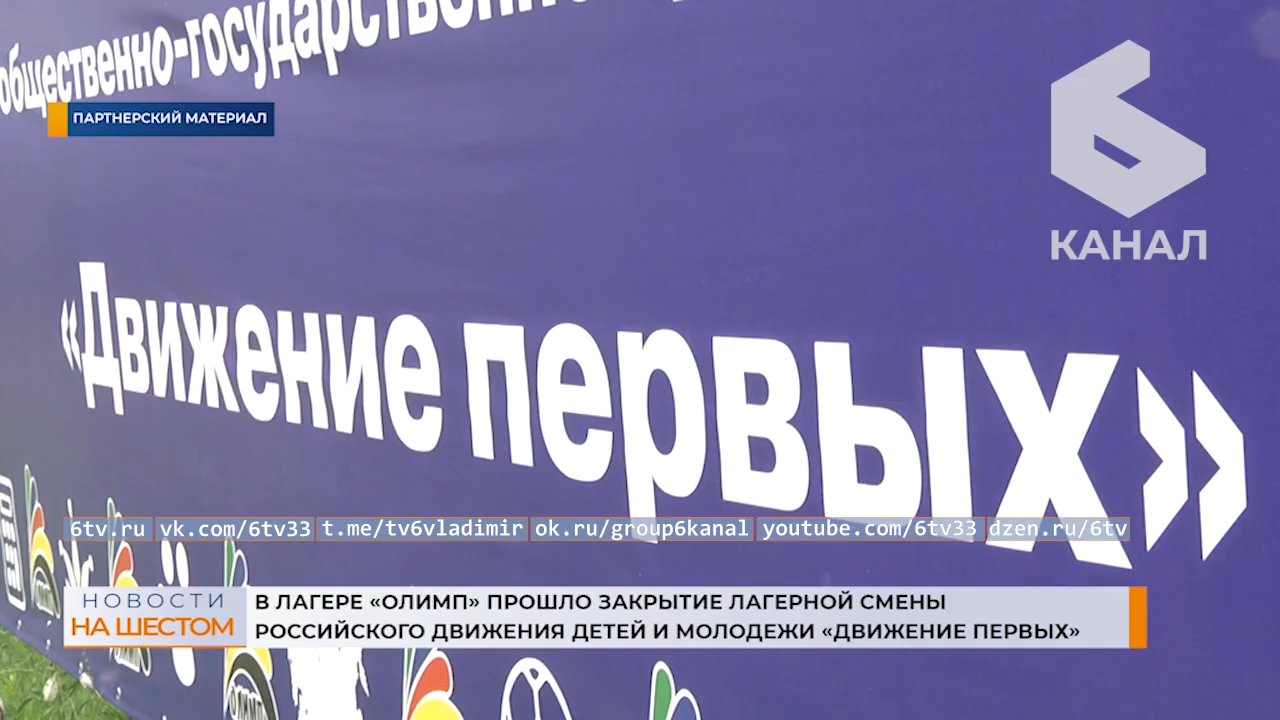 общественно-государственн
ПАРТНЕРСКИЙ МАТЕРИАЛ
6
КАНАЛ
«Движение первых»
6tv.ru vk.com/6tv33 t.me/tv6vladimir ok.ru/group6kanal youtube.com/6tv33 dzen.ru/6tv
НОВОСТИ
НА ШЕСТОМ
В ЛАГЕРЕ «ОЛИМП» ПРОШЛО ЗАКРЫТИЕ ЛАГЕРНОЙ СМЕНЫ
РОССИЙСКОГО ДВИЖЕНИЯ ДЕТЕЙ И МОЛОДЕЖИ «ДВИЖЕНИЕ ПЕРВЫХ»
ОЛИМП